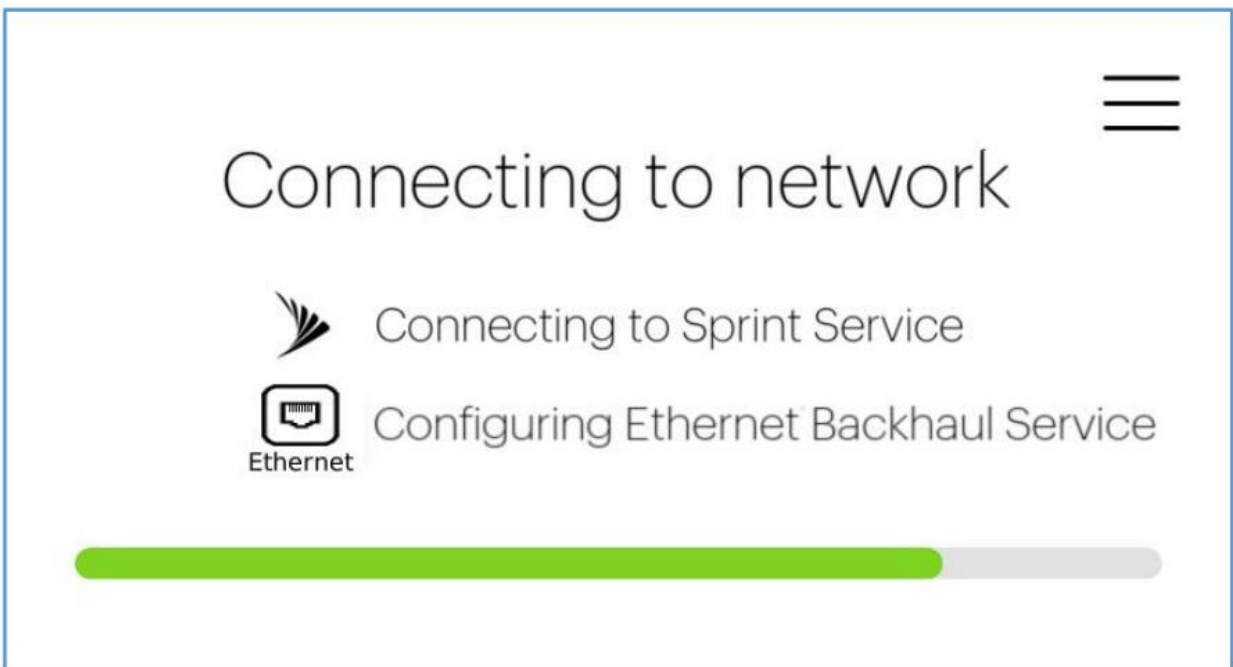 Connecting to network
Connecting to Sprint Service
Configuring Ethernet Backhaul Service
Ethernet